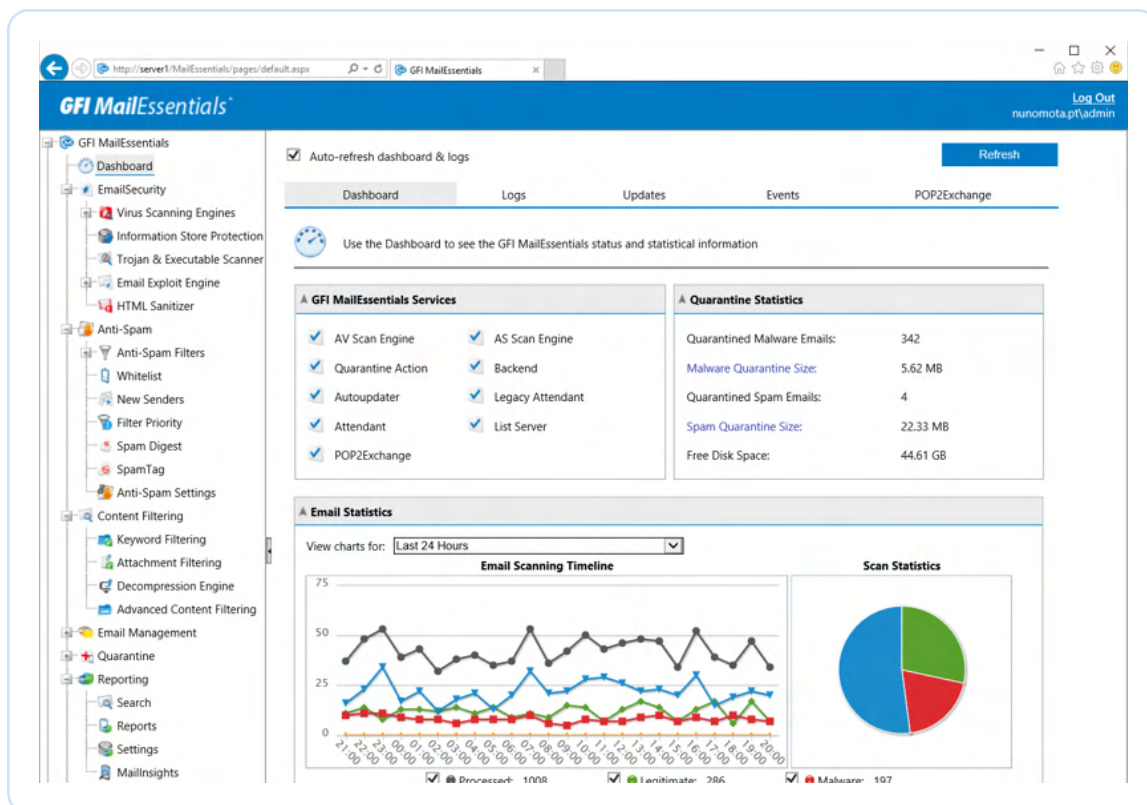 http://server1/MailEssentials/pages/default.aspx
GFI MailEssentials
GFI MailEssentials
Log Out
nunomota.pt\admin
GFI MailEssentials
Dashboard
EmailSecurity
Virus Scanning Engines
Information Store Protection
Trojan & Executable Scanner
Email Exploit Engine
HTML Sanitizer
Anti-Spam
Anti-Spam Filters
Whitelist
New Senders
Filter Priority
Spam Digest
SpamTag
Anti-Spam Settings
Content Filtering
Keyword Filtering
Attachment Filtering
Decompression Engine
Advanced Content Filtering
Email Management
Quarantine
Reporting
Search
Reports
Settings
MailInsights
Auto-refresh dashboard & logs
Refresh
Dashboard Logs Updates Events POP2Exchange
Use the Dashboard to see the GFI MailEssentials status and statistical information
GFI MailEssentials Services
AV Scan Engine AS Scan Engine
Quarantine Action Backend
Autoupdater Legacy Attendant
Attendant List Server
POP2Exchange
Quarantine Statistics
Quarantined Malware Emails: 342
Malware Quarantine Size: 5.62 MB
Quarantined Spam Emails: 4
Spam Quarantine Size: 22.33 MB
Free Disk Space: 44.61 GB
Email Statistics
View charts for: Last 24 Hours
Email Scanning Timeline
75
50
25
0
21:00 22:00 23:00 00:00 01:00 02:00 03:00 04:00 05:00 06:00 07:00 08:00 09:00 10:00 11:00 12:00 13:00 14:00 15:00 16:00 17:00 18:00 19:00 20:00
Scan Statistics
Processed: 1008 Legitimate: 286 Malware: 197